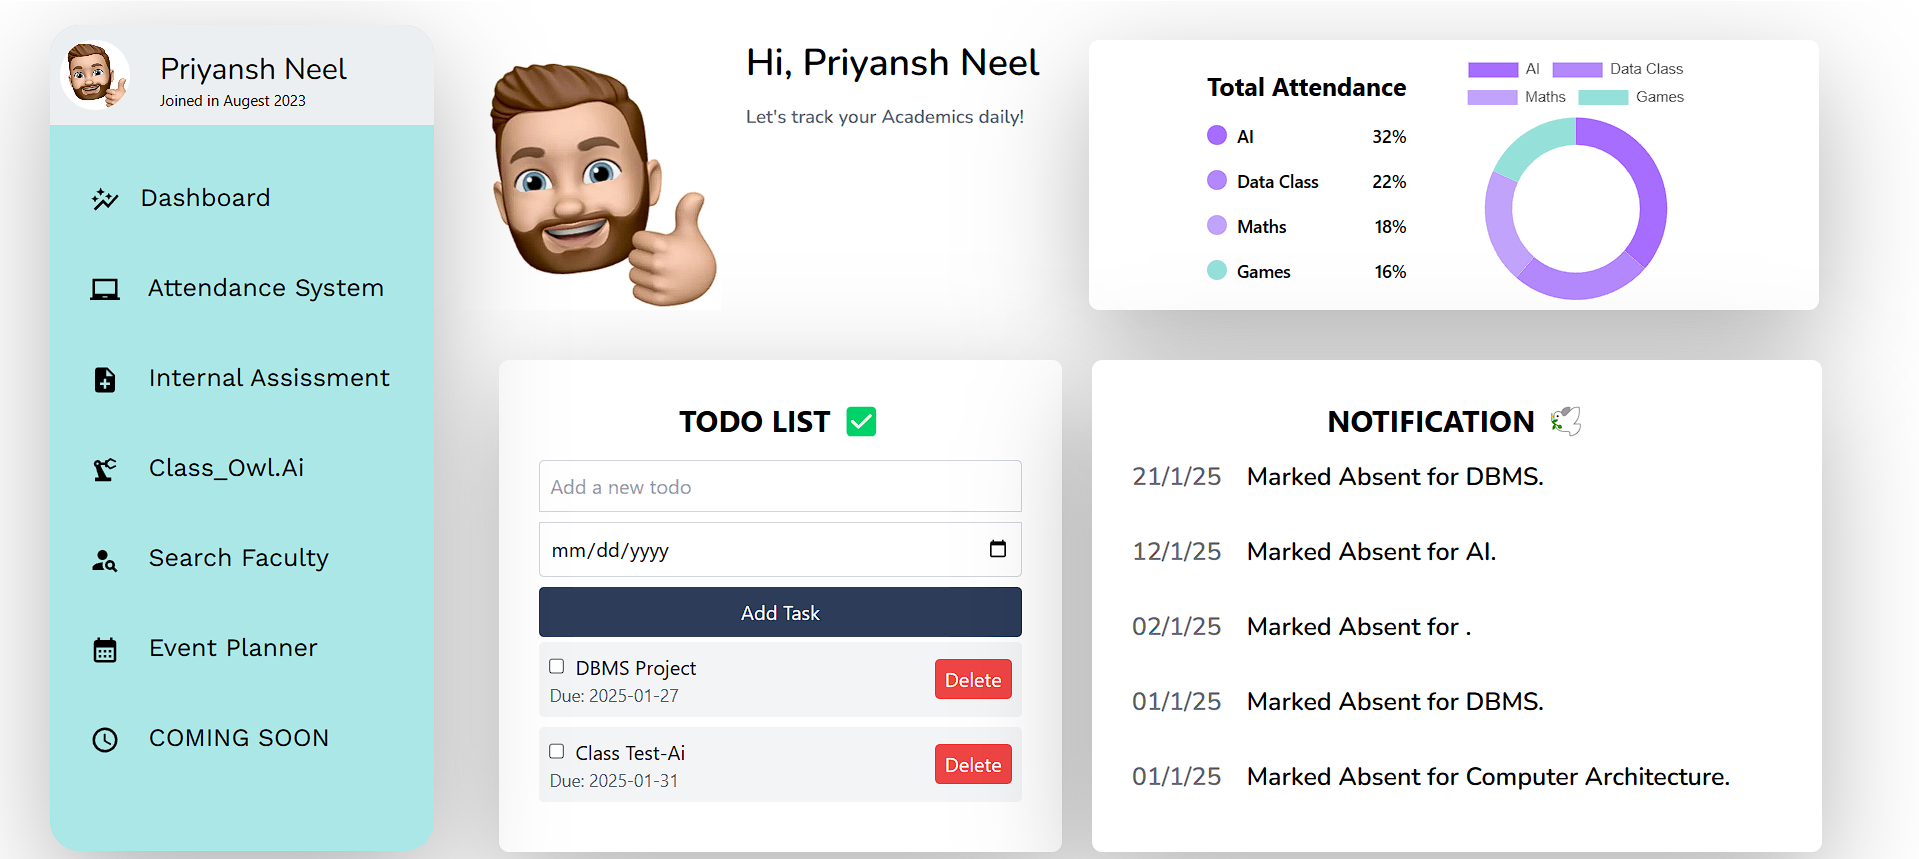 Priyansh Neel
Joined in Augest 2023
Dashboard
Attendance System
Internal Assissment
Class_Owl.Ai
Search Faculty
Event Planner
COMING SOON
Hi, Priyansh Neel
Let's track your Academics daily!
Total Attendance
AI 32%
Data Class 22%
Maths 18%
Games 16%
AI Data Class
Maths Games
TODO LIST ✅
Add a new todo
mm/dd/yyyy
Add Task
DBMS Project
Due: 2025-01-27
Delete
Class Test-Ai
Due: 2025-01-31
Delete
NOTIFICATION 🕊️
21/1/25 Marked Absent for DBMS.
12/1/25 Marked Absent for AI.
02/1/25 Marked Absent for .
01/1/25 Marked Absent for DBMS.
01/1/25 Marked Absent for Computer Architecture.